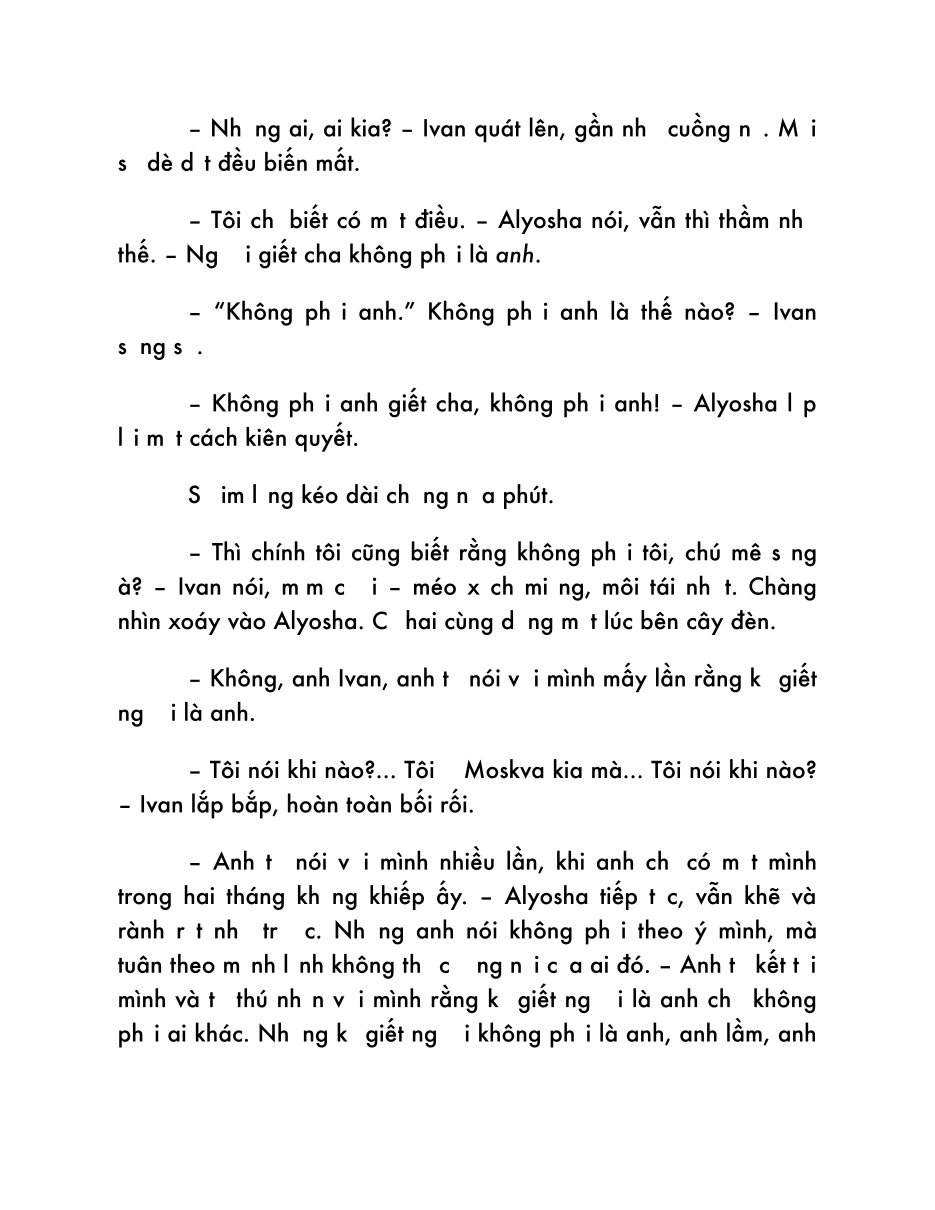 – Nh ng ai, ai kia? – Ivan quát lên, gần nh cuồng n . M i
s dè d t đều biến mất.
– Tôi ch biết có m t điều. – Alyosha nói, vẫn thì thầm nh
thế. – Ng i giết cha không ph i là anh.
– “Không ph i anh.” Không ph i anh là thế nào? – Ivan
s ng s .
– Không ph i anh giết cha, không ph i anh! – Alyosha l p
l i m t cách kiên quyết.
S im l ng kéo dài ch ng n a phút.
– Thì chính tôi cũng biết rằng không ph i tôi, chú mê s ng
à? – Ivan nói, m m c i – méo x ch mi ng, môi tái nh t. Chàng
nhìn xoáy vào Alyosha. C hai cùng d ng m t lúc bên cây đèn.
– Không, anh Ivan, anh t nói v i mình mấy lần rằng k giết
ng i là anh.
– Tôi nói khi nào?... Tôi Moskva kia mà... Tôi nói khi nào?
– Ivan lắp bắp, hoàn toàn bối rối.
– Anh t nói v i mình nhiều lần, khi anh ch có m t mình
trong hai tháng kh ng khiếp ấy. – Alyosha tiếp t c, vẫn khẽ và
rành r t nh tr c. Nh ng anh nói không ph i theo ý mình, mà
tuân theo m nh l nh không th c ng n i c a ai đó. – Anh t kết t i
mình và t thú nh n v i mình rằng k giết ng i là anh ch không
ph i ai khác. Nh ng k giết ng i không ph i là anh, anh lầm, anh